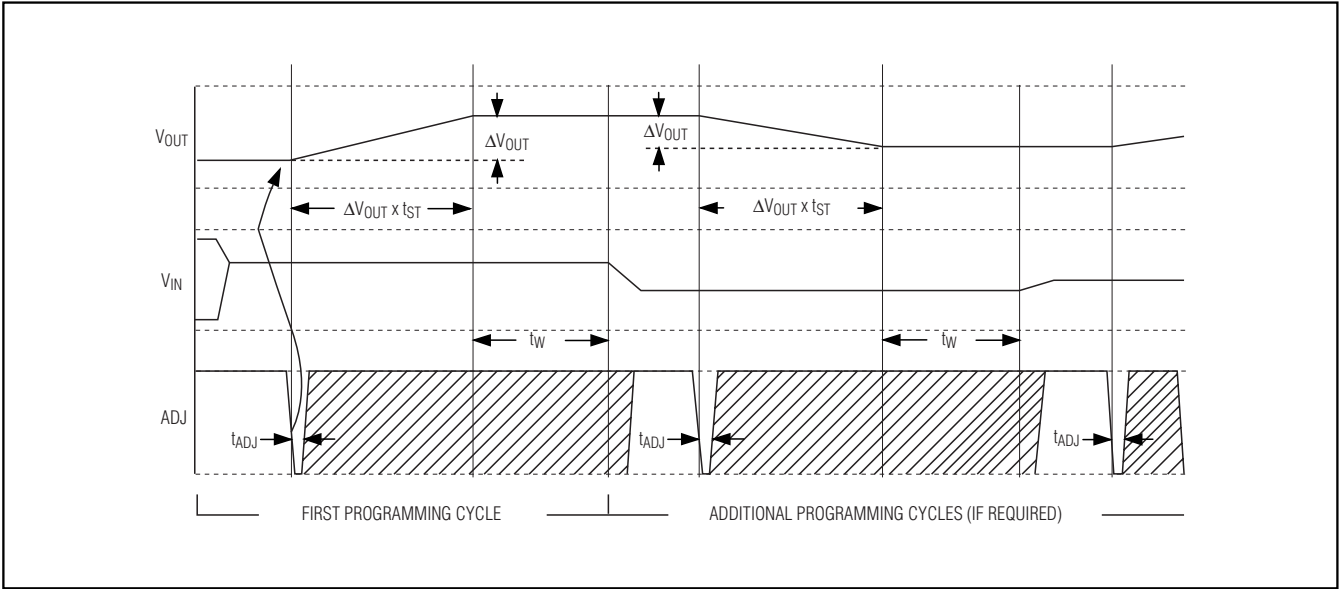 VOUT
ΔVOUT
ΔVOUT
ΔVOUT x tST
ΔVOUT x tST
VIN
tW
tW
ADJ
tADJ
tADJ
tADJ
FIRST PROGRAMMING CYCLE
ADDITIONAL PROGRAMMING CYCLES (IF REQUIRED)